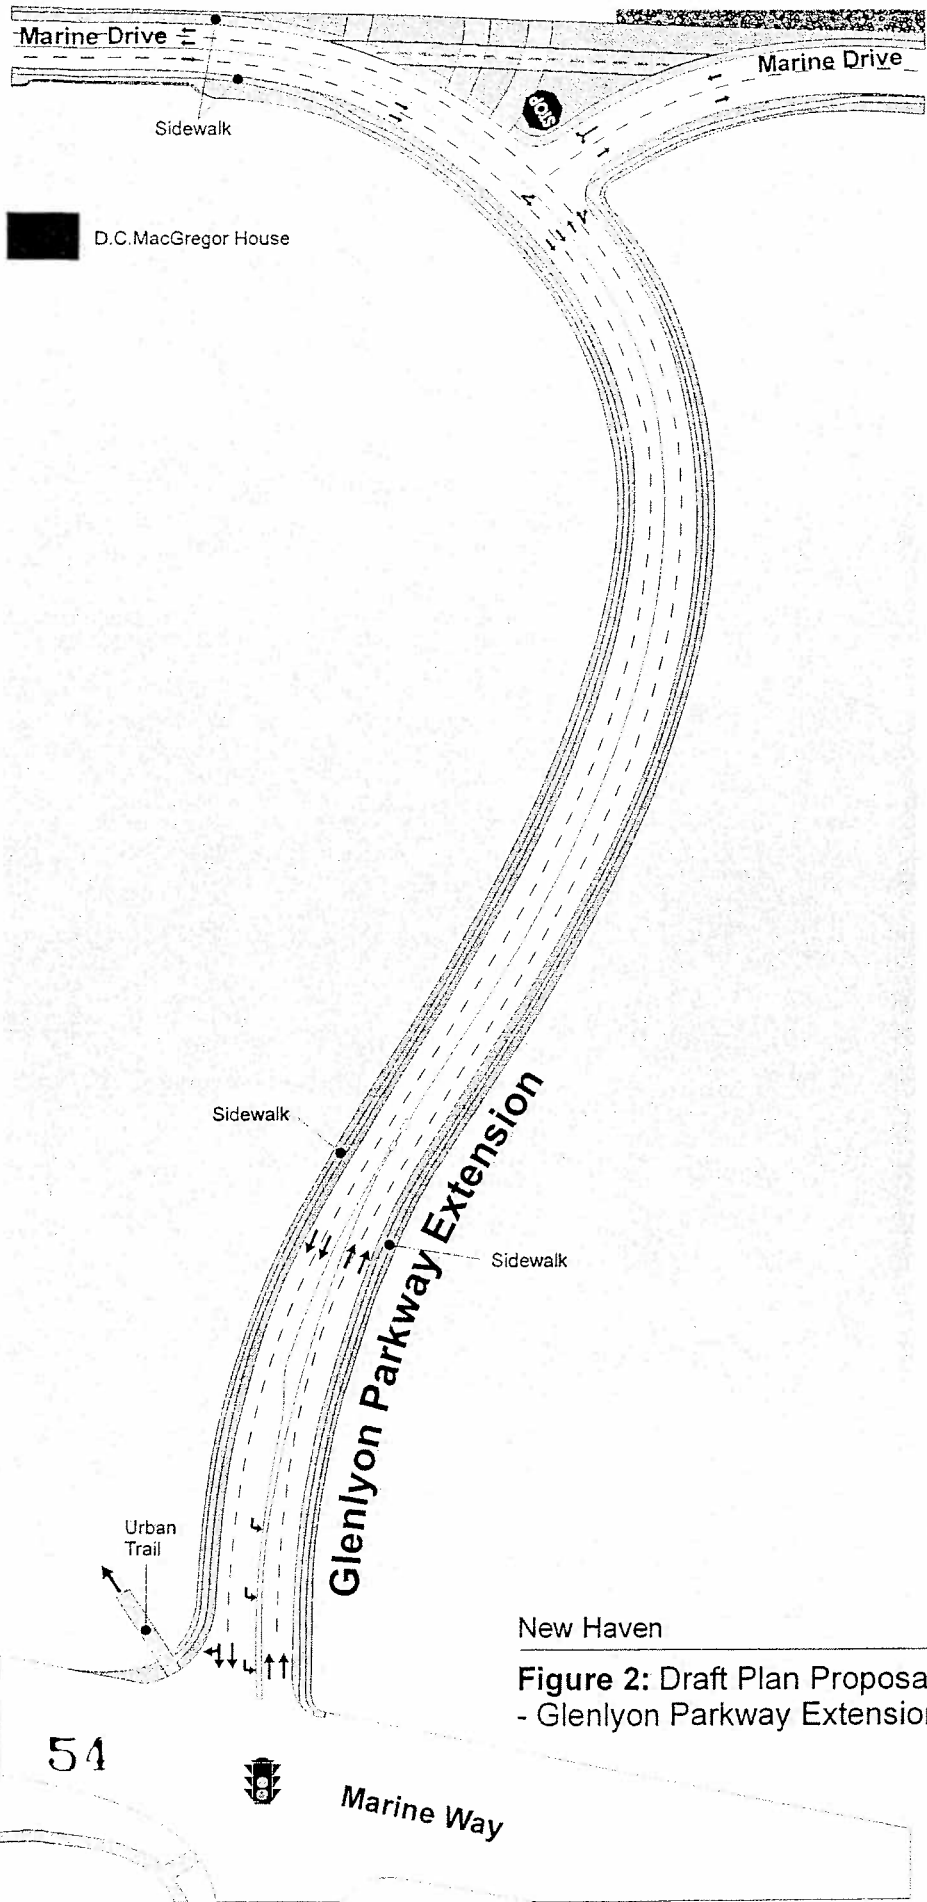 Marine Drive
Marine Drive
STOP
Sidewalk
D.C.MacGregor House
Sidewalk
Sidewalk
Glenlyon Parkway Extension
Urban
Trail
New Haven
Figure 2: Draft Plan Proposa
- Glenlyon Parkway Extension
54
Marine Way